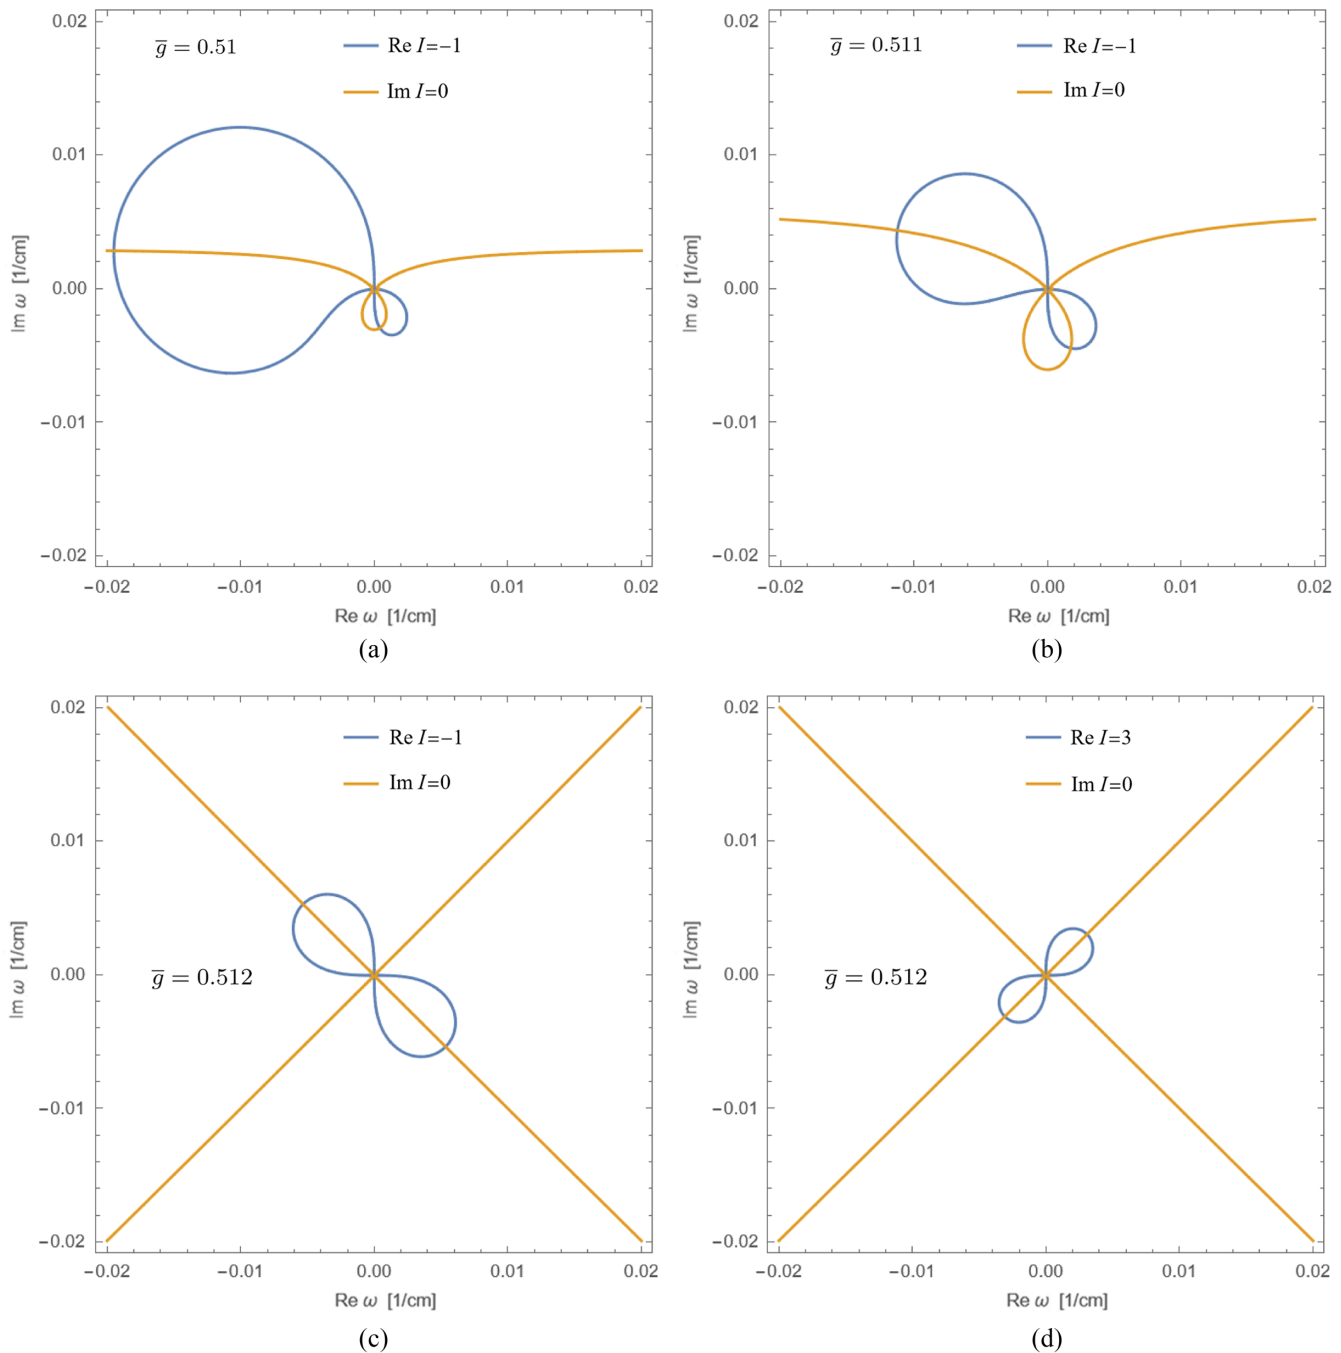 g̅ = 0.51
Re I=−1
Im I=0
0.02
0.01
0.00
−0.01
−0.02
Im ω [1/cm]
−0.02 −0.01 0.00 0.01 0.02
Re ω [1/cm]
(a)
g̅ = 0.511
Re I=−1
Im I=0
0.02
0.01
0.00
−0.01
−0.02
Im ω [1/cm]
−0.02 −0.01 0.00 0.01 0.02
Re ω [1/cm]
(b)
Re I=−1
Im I=0
g̅ = 0.512
0.02
0.01
0.00
−0.01
−0.02
Im ω [1/cm]
−0.02 −0.01 0.00 0.01 0.02
Re ω [1/cm]
(c)
Re I=3
Im I=0
g̅ = 0.512
0.02
0.01
0.00
−0.01
−0.02
Im ω [1/cm]
−0.02 −0.01 0.00 0.01 0.02
Re ω [1/cm]
(d)